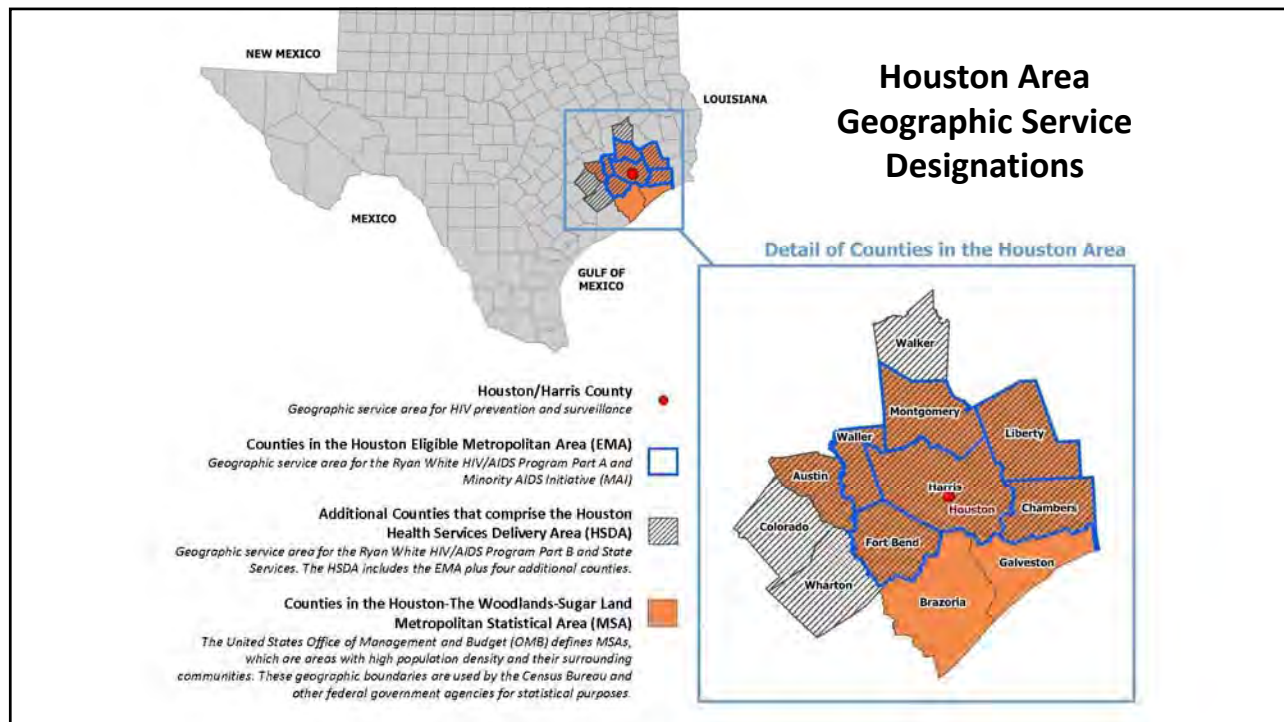 Houston Area
Geographic Service
Designations
NEW MEXICO
LOUISIANA
MEXICO
GULF OF
MEXICO
Detail of Counties in the Houston Area
Walker
Montgomery
Liberty
Waller
Austin
Harris
Houston
Chambers
Colorado
Fort Bend
Galveston
Wharton
Brazoria
Houston/Harris County
Geographic service area for HIV prevention and surveillance
Counties in the Houston Eligible Metropolitan Area (EMA)
Geographic service area for the Ryan White HIV/AIDS Program Part A and
Minority AIDS Initiative (MAI)
Additional Counties that comprise the Houston
Health Services Delivery Area (HSDA)
Geographic service area for the Ryan White HIV/AIDS Program Part B and State
Services. The HSDA includes the EMA plus four additional counties.
Counties in the Houston-The Woodlands-Sugar Land
Metropolitan Statistical Area (MSA)
The United States Office of Management and Budget (OMB) defines MSAs,
which are areas with high population density and their surrounding
communities. These geographic boundaries are used by the Census Bureau and
other federal government agencies for statistical purposes.